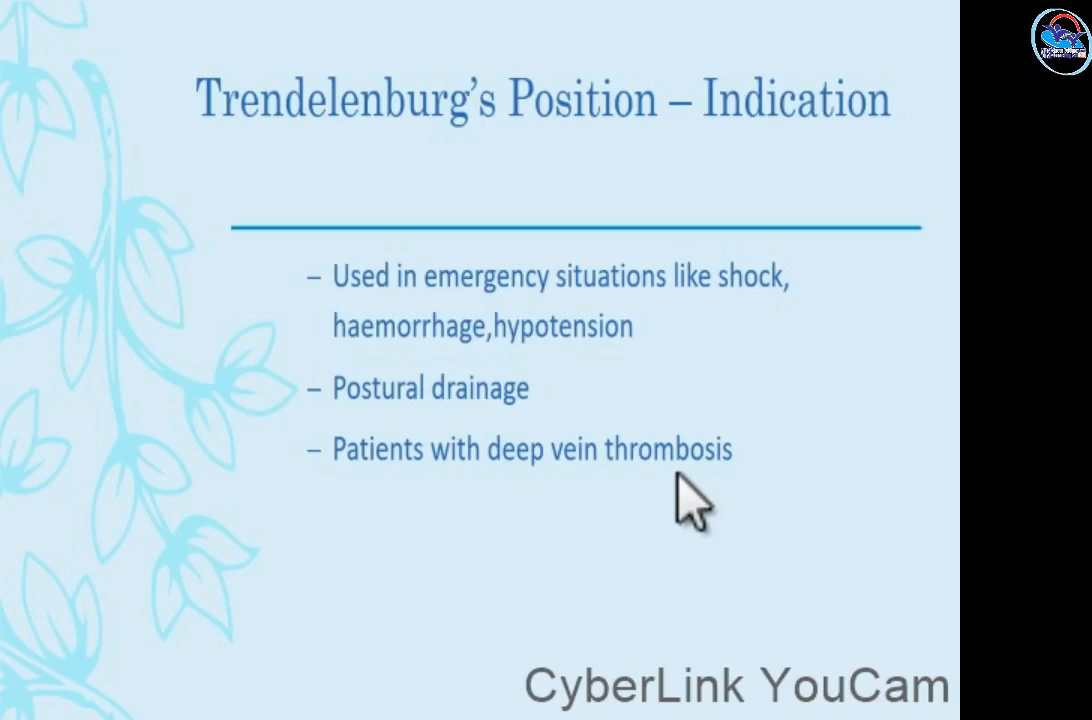 Trendelenburg's Position – Indication
– Used in emergency situations like shock,
haemorrhage,hypotension
– Postural drainage
– Patients with deep vein thrombosis
CyberLink YouCam